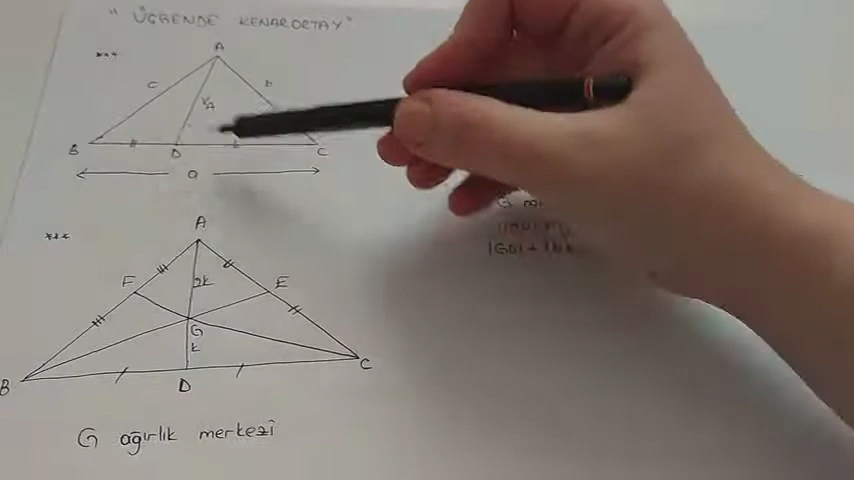 "ÜÇGENDE KENARORTAY"
***
A
c
b
VA
B
D
C
a
***
A
F
E
2k
G
k
B
D
C
G ağırlık merkezi